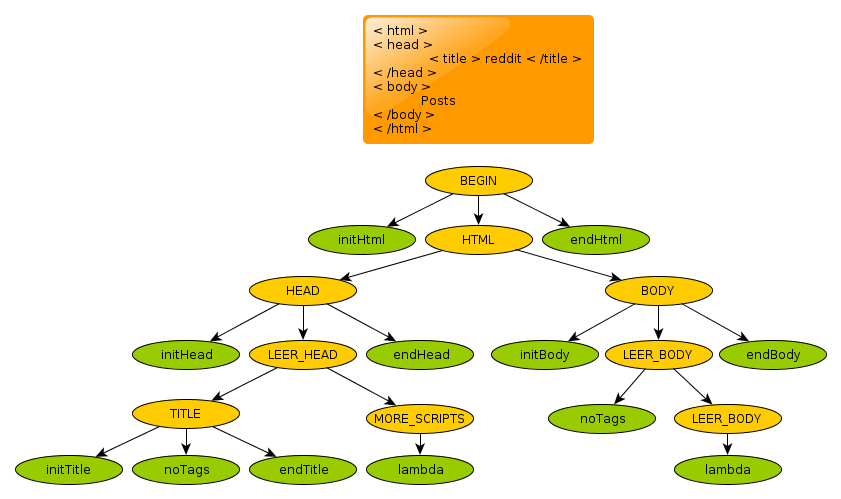 < html >
< head >
< title > reddit < /title >
< /head >
< body >
Posts
< /body >
< /html >
BEGIN
initHtml HTML endHtml
HEAD BODY
initHead LEER_HEAD endHead initBody LEER_BODY endBody
TITLE MORE_SCRIPTS noTags LEER_BODY
initTitle noTags endTitle lambda lambda